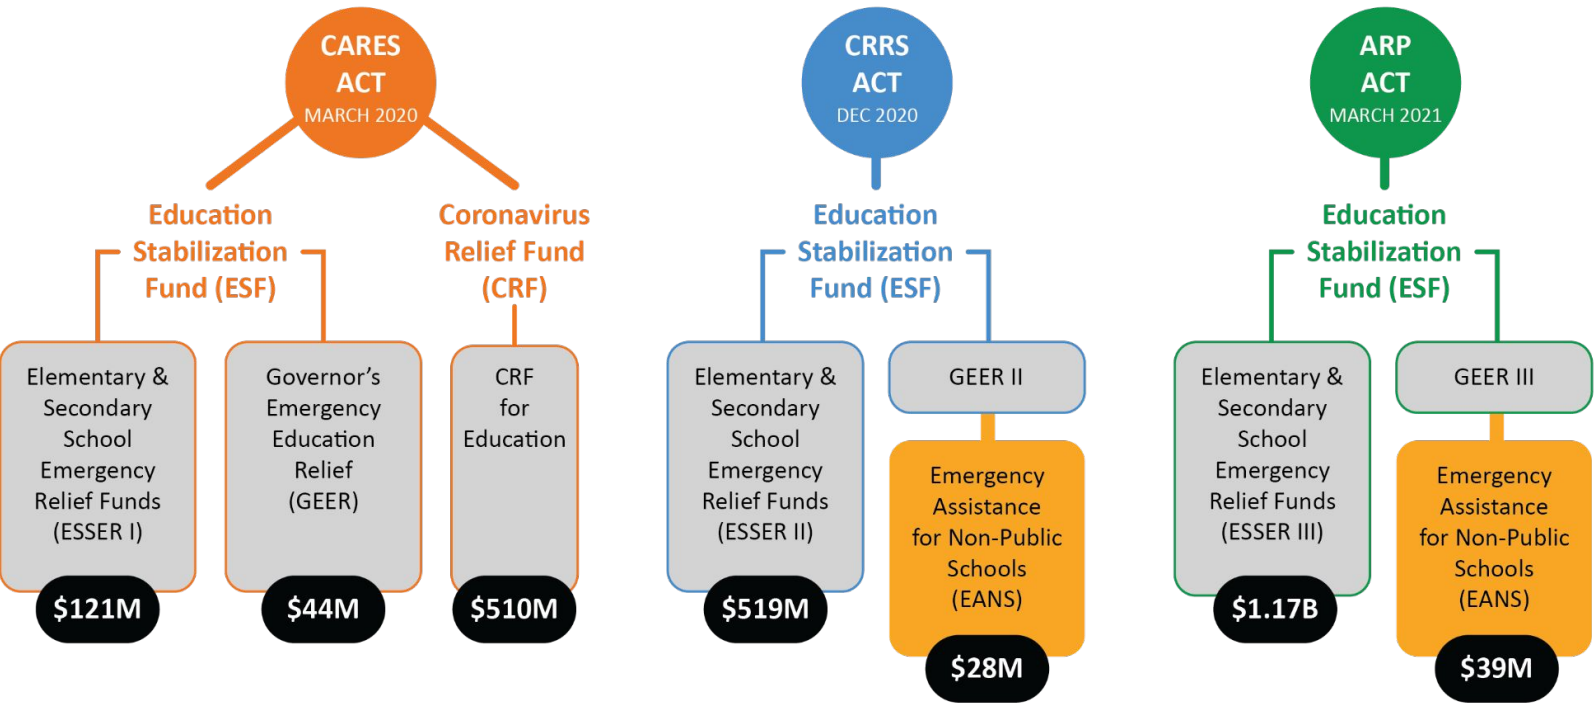 CARES
ACT
MARCH 2020
Education
Stabilization
Fund (ESF)
Coronavirus
Relief Fund
(CRF)
Elementary &
Secondary
School
Emergency
Relief Funds
(ESSER I)
$121M
Governor’s
Emergency
Education
Relief
(GEER)
$44M
CRF
for
Education
$510M
CRRS
ACT
DEC 2020
Education
Stabilization
Fund (ESF)
Elementary &
Secondary
School
Emergency
Relief Funds
(ESSER II)
$519M
GEER II
Emergency
Assistance
for Non-Public
Schools
(EANS)
$28M
ARP
ACT
MARCH 2021
Education
Stabilization
Fund (ESF)
Elementary &
Secondary
School
Emergency
Relief Funds
(ESSER III)
$1.17B
GEER III
Emergency
Assistance
for Non-Public
Schools
(EANS)
$39M